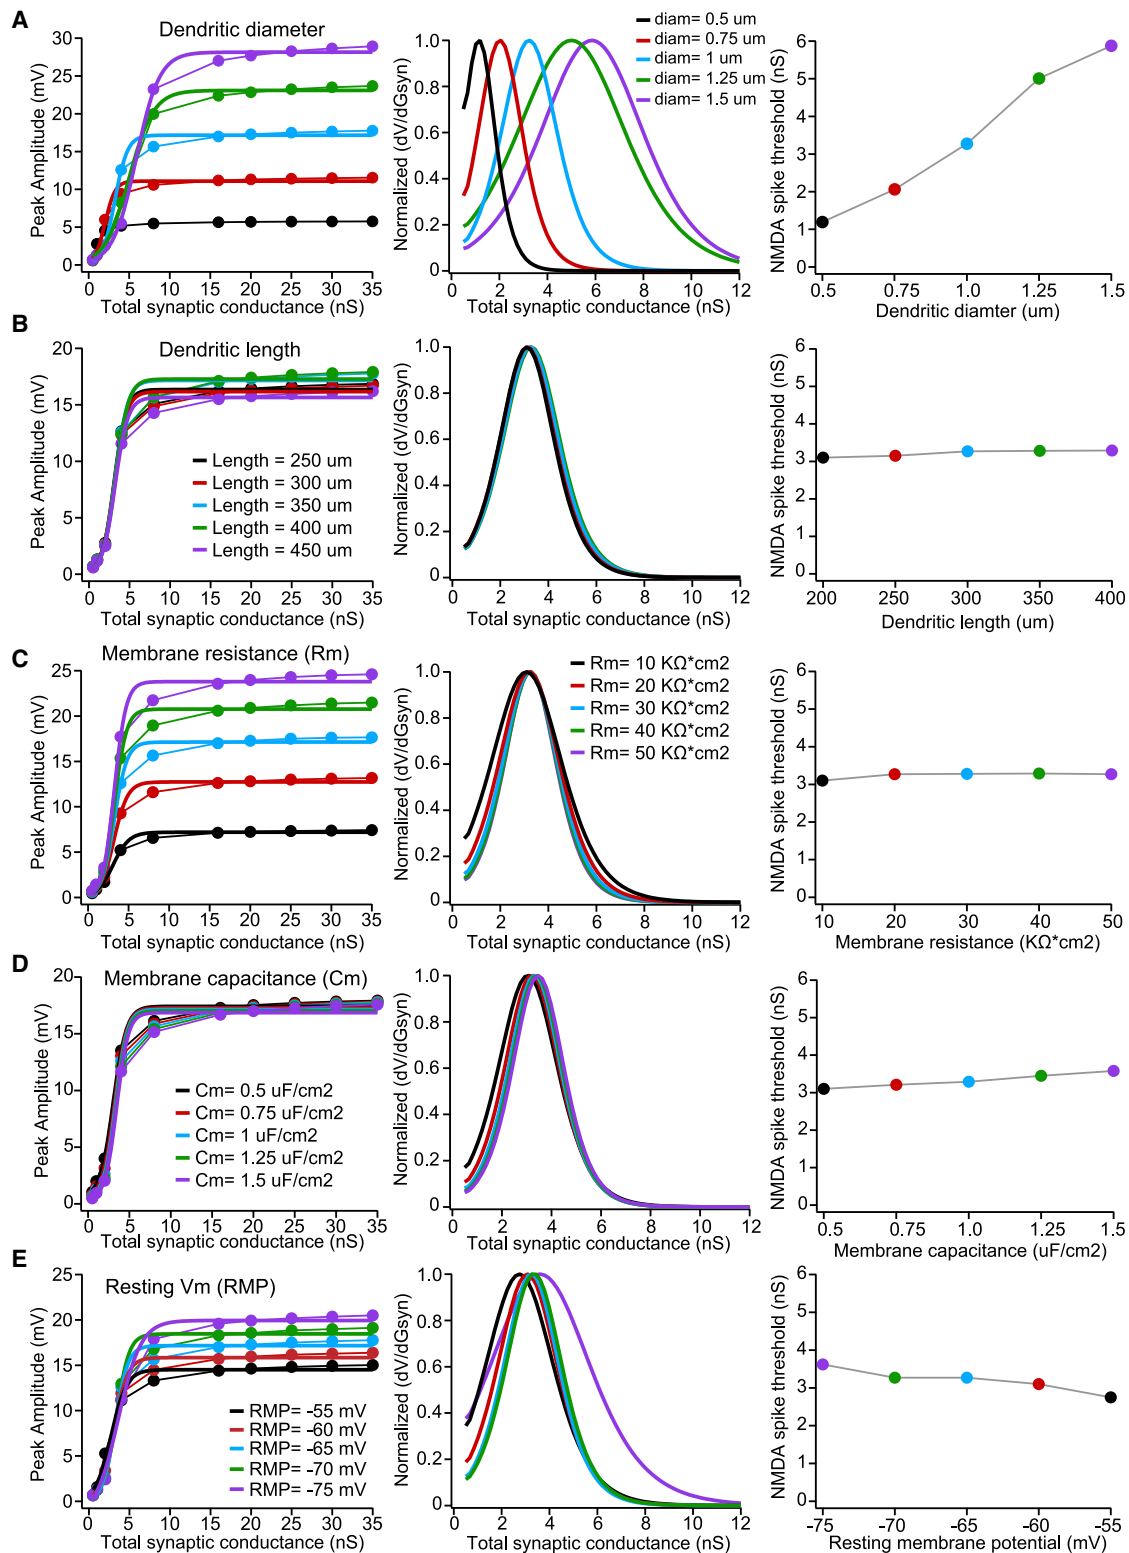 A
Dendritic diameter
30
25
20
15
10
5
0
Peak Amplitude (mV)
0 5 10 15 20 25 30 35
Total synaptic conductance (nS)
1.0
0.8
0.6
0.4
0.2
0
Normalized (dV/dGsyn)
0 2 4 6 8 10 12
Total synaptic conductance (nS)
diam= 0.5 um
diam= 0.75 um
diam= 1 um
diam= 1.25 um
diam= 1.5 um
6
5
4
3
2
1
0
NMDA spike threshold (nS)
0.5 0.75 1.0 1.25 1.5
Dendritic diamter (um)
B
Dendritic length
20
15
10
5
0
Peak Amplitude (mV)
Length = 250 um
Length = 300 um
Length = 350 um
Length = 400 um
Length = 450 um
0 5 10 15 20 25 30 35
Total synaptic conductance (nS)
1.0
0.8
0.6
0.4
0.2
0
Normalized (dV/dGsyn)
0 2 4 6 8 10 12
Total synaptic conductance (nS)
6
5
4
3
2
1
0
NMDA spike threshold (nS)
200 250 300 350 400
Dendritic length (um)
C
Membrane resistance (Rm)
25
20
15
10
5
0
Peak Amplitude (mV)
0 5 10 15 20 25 30 35
Total synaptic conductance (nS)
1.0
0.8
0.6
0.4
0.2
0
Normalized (dV/dGsyn)
0 2 4 6 8 10 12
Total synaptic conductance (nS)
Rm= 10 KΩ*cm2
Rm= 20 KΩ*cm2
Rm= 30 KΩ*cm2
Rm= 40 KΩ*cm2
Rm= 50 KΩ*cm2
6
5
4
3
2
1
0
NMDA spike threshold (nS)
10 20 30 40 50
Membrane resistance (KΩ*cm2)
D
Membrane capacitance (Cm)
20
15
10
5
0
Peak Amplitude (mV)
Cm= 0.5 uF/cm2
Cm= 0.75 uF/cm2
Cm= 1 uF/cm2
Cm= 1.25 uF/cm2
Cm= 1.5 uF/cm2
0 5 10 15 20 25 30 35
Total synaptic conductance (nS)
1.0
0.8
0.6
0.4
0.2
0
Normalized (dV/dGsyn)
0 2 4 6 8 10 12
Total synaptic conductance (nS)
6
5
4
3
2
1
0
NMDA spike threshold (nS)
0.5 0.75 1.0 1.25 1.5
Membrane capacitance (uF/cm2)
E
Resting Vm (RMP)
25
20
15
10
5
0
Peak Amplitude (mV)
RMP= -55 mV
RMP= -60 mV
RMP= -65 mV
RMP= -70 mV
RMP= -75 mV
0 5 10 15 20 25 30 35
Total synaptic conductance (nS)
1.0
0.8
0.6
0.4
0.2
0
Normalized (dV/dGsyn)
0 2 4 6 8 10 12
Total synaptic conductance (nS)
6
5
4
3
2
1
0
NMDA spike threshold (nS)
-75 -70 -65 -60 -55
Resting membrane potential (mV)